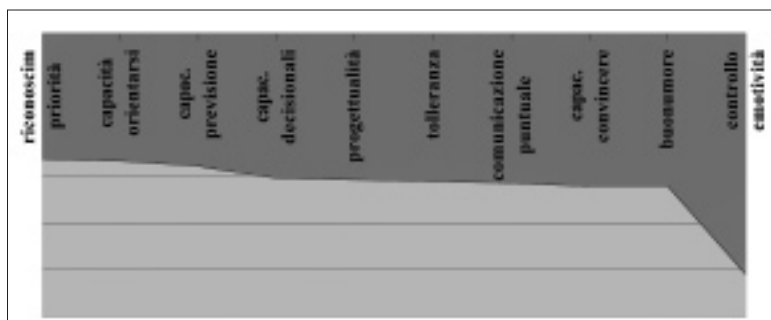 riconoscim
priorità
capacità
orientarsi
capac.
previsione
capac.
decisionali
progettualità
tolleranza
comunicazione
puntuale
capac.
convincere
buonumore
controllo
emotività